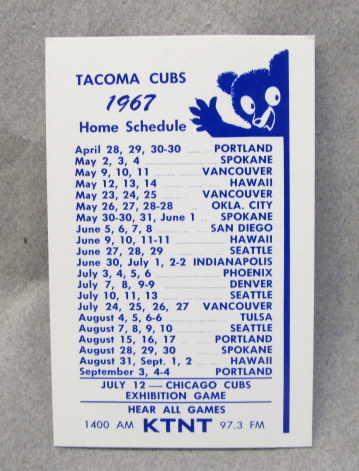 TACOMA CUBS
1967
Home Schedule
April 28, 29, 30-30 PORTLAND
May 2, 3, 4 SPOKANE
May 9, 10, 11 VANCOUVER
May 12, 13, 14 HAWAII
May 23, 24, 25 VANCOUVER
May 26, 27, 28-28 OKLA. CITY
May 30-30, 31, June 1 SPOKANE
June 5, 6, 7, 8 SAN DIEGO
June 9, 10, 11-11 HAWAII
June 27, 28, 29 SEATTLE
June 30, July 1, 2-2 INDIANAPOLIS
July 3, 4, 5, 6 PHOENIX
July 7, 8, 9-9 DENVER
July 10, 11, 13 SEATTLE
July 24, 25, 26, 27 VANCOUVER
August 4, 5, 6-6 TULSA
August 7, 8, 9, 10 SEATTLE
August 15, 16, 17 PORTLAND
August 28, 29, 30 SPOKANE
August 31, Sept. 1, 2 HAWAII
September 3, 4-4 PORTLAND
JULY 12 — CHICAGO CUBS
EXHIBITION GAME
HEAR ALL GAMES
1400 AM KTNT 97.3 FM